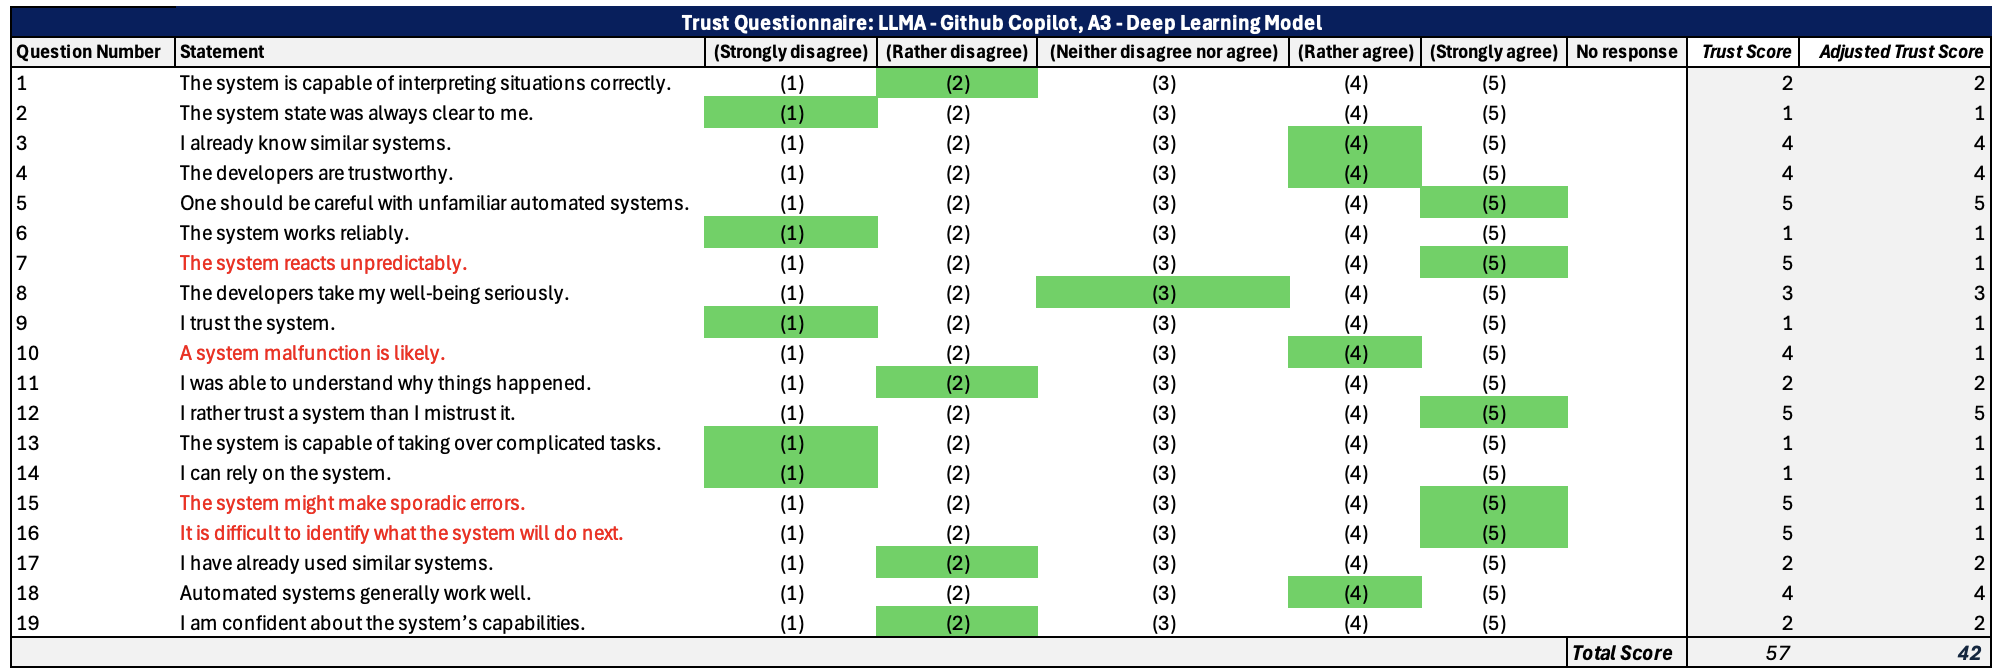 Trust Questionnaire: LLMA - Github Copilot, A3 - Deep Learning Model
Question Number Statement (Strongly disagree) (Rather disagree) (Neither disagree nor agree) (Rather agree) (Strongly agree) No response Trust Score Adjusted Trust Score
1 The system is capable of interpreting situations correctly. (1) (2) (3) (4) (5) 2 2
2 The system state was always clear to me. (1) (2) (3) (4) (5) 1 1
3 I already know similar systems. (1) (2) (3) (4) (5) 4 4
4 The developers are trustworthy. (1) (2) (3) (4) (5) 4 4
5 One should be careful with unfamiliar automated systems. (1) (2) (3) (4) (5) 5 5
6 The system works reliably. (1) (2) (3) (4) (5) 1 1
7 The system reacts unpredictably. (1) (2) (3) (4) (5) 5 1
8 The developers take my well-being seriously. (1) (2) (3) (4) (5) 3 3
9 I trust the system. (1) (2) (3) (4) (5) 1 1
10 A system malfunction is likely. (1) (2) (3) (4) (5) 4 1
11 I was able to understand why things happened. (1) (2) (3) (4) (5) 2 2
12 I rather trust a system than I mistrust it. (1) (2) (3) (4) (5) 5 5
13 The system is capable of taking over complicated tasks. (1) (2) (3) (4) (5) 1 1
14 I can rely on the system. (1) (2) (3) (4) (5) 1 1
15 The system might make sporadic errors. (1) (2) (3) (4) (5) 5 1
16 It is difficult to identify what the system will do next. (1) (2) (3) (4) (5) 5 1
17 I have already used similar systems. (1) (2) (3) (4) (5) 2 2
18 Automated systems generally work well. (1) (2) (3) (4) (5) 4 4
19 I am confident about the system's capabilities. (1) (2) (3) (4) (5) 2 2
Total Score 57 42